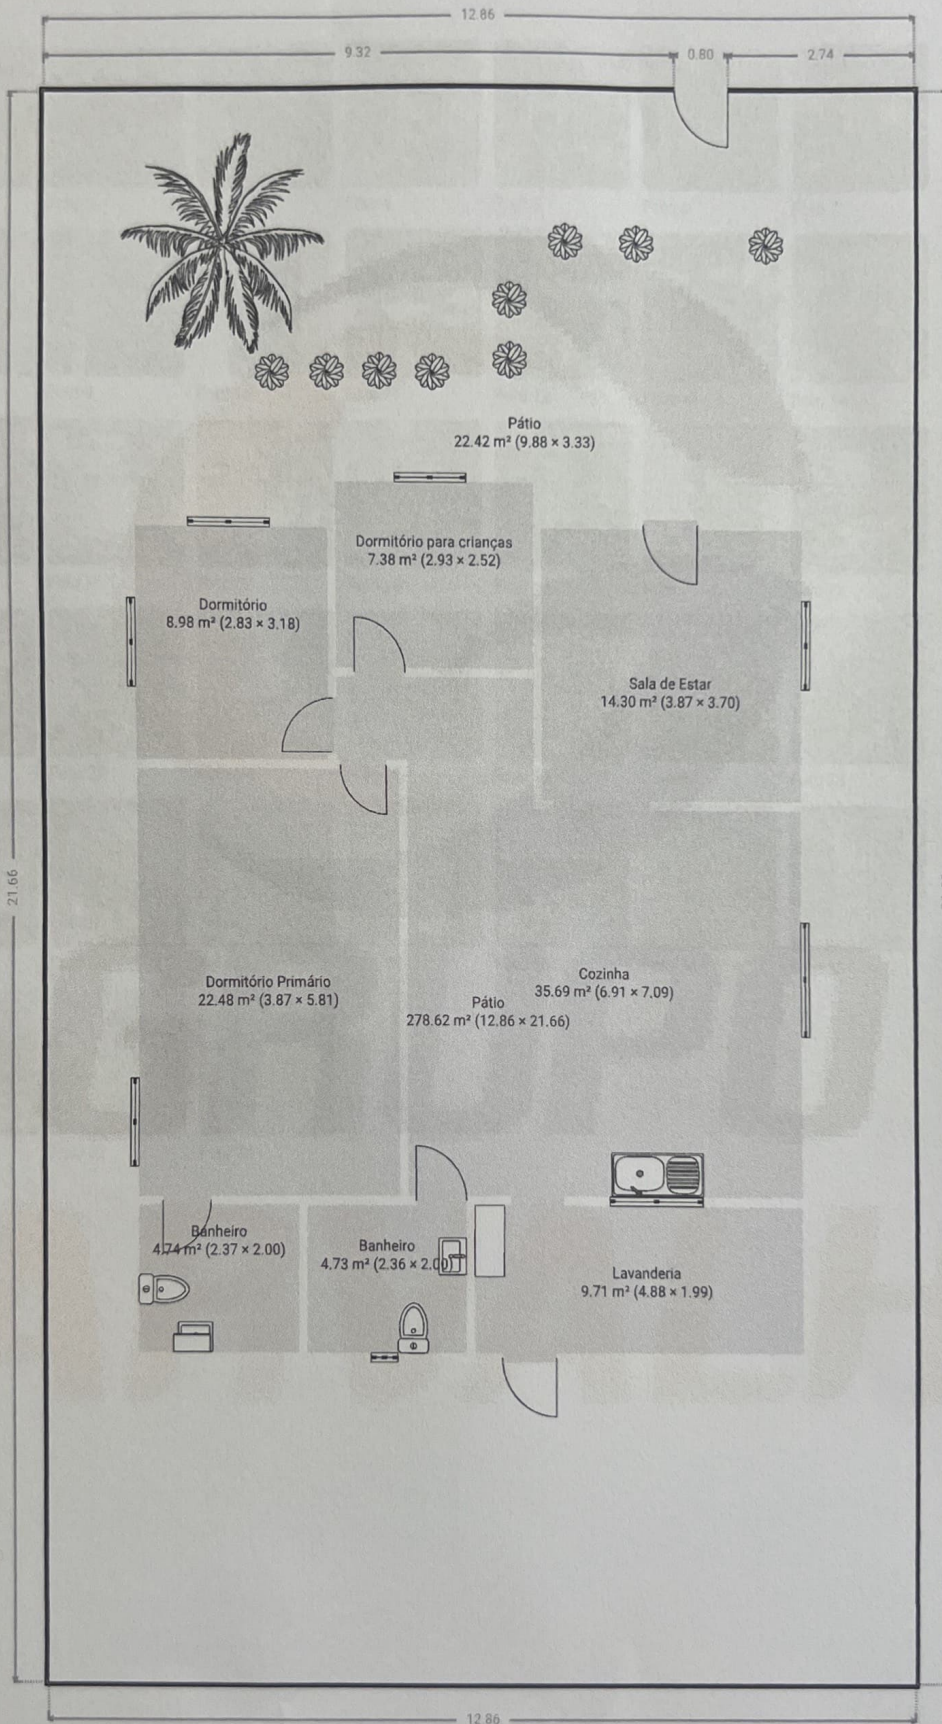 12.86
9.32
0.80
2.74
Pátio
22.42 m² (9.88 × 3.33)
Dormitório para crianças
7.38 m² (2.93 × 2.52)
Dormitório
8.98 m² (2.83 × 3.18)
Sala de Estar
14.30 m² (3.87 × 3.70)
21.66
Dormitório Primário
22.48 m² (3.87 × 5.81)
Cozinha
35.69 m² (6.91 × 7.09)
Pátio
278.62 m² (12.86 × 21.66)
Banheiro
4.74 m² (2.37 × 2.00)
Banheiro
4.73 m² (2.36 × 2.00)
Lavanderia
9.71 m² (4.88 × 1.99)
12.86